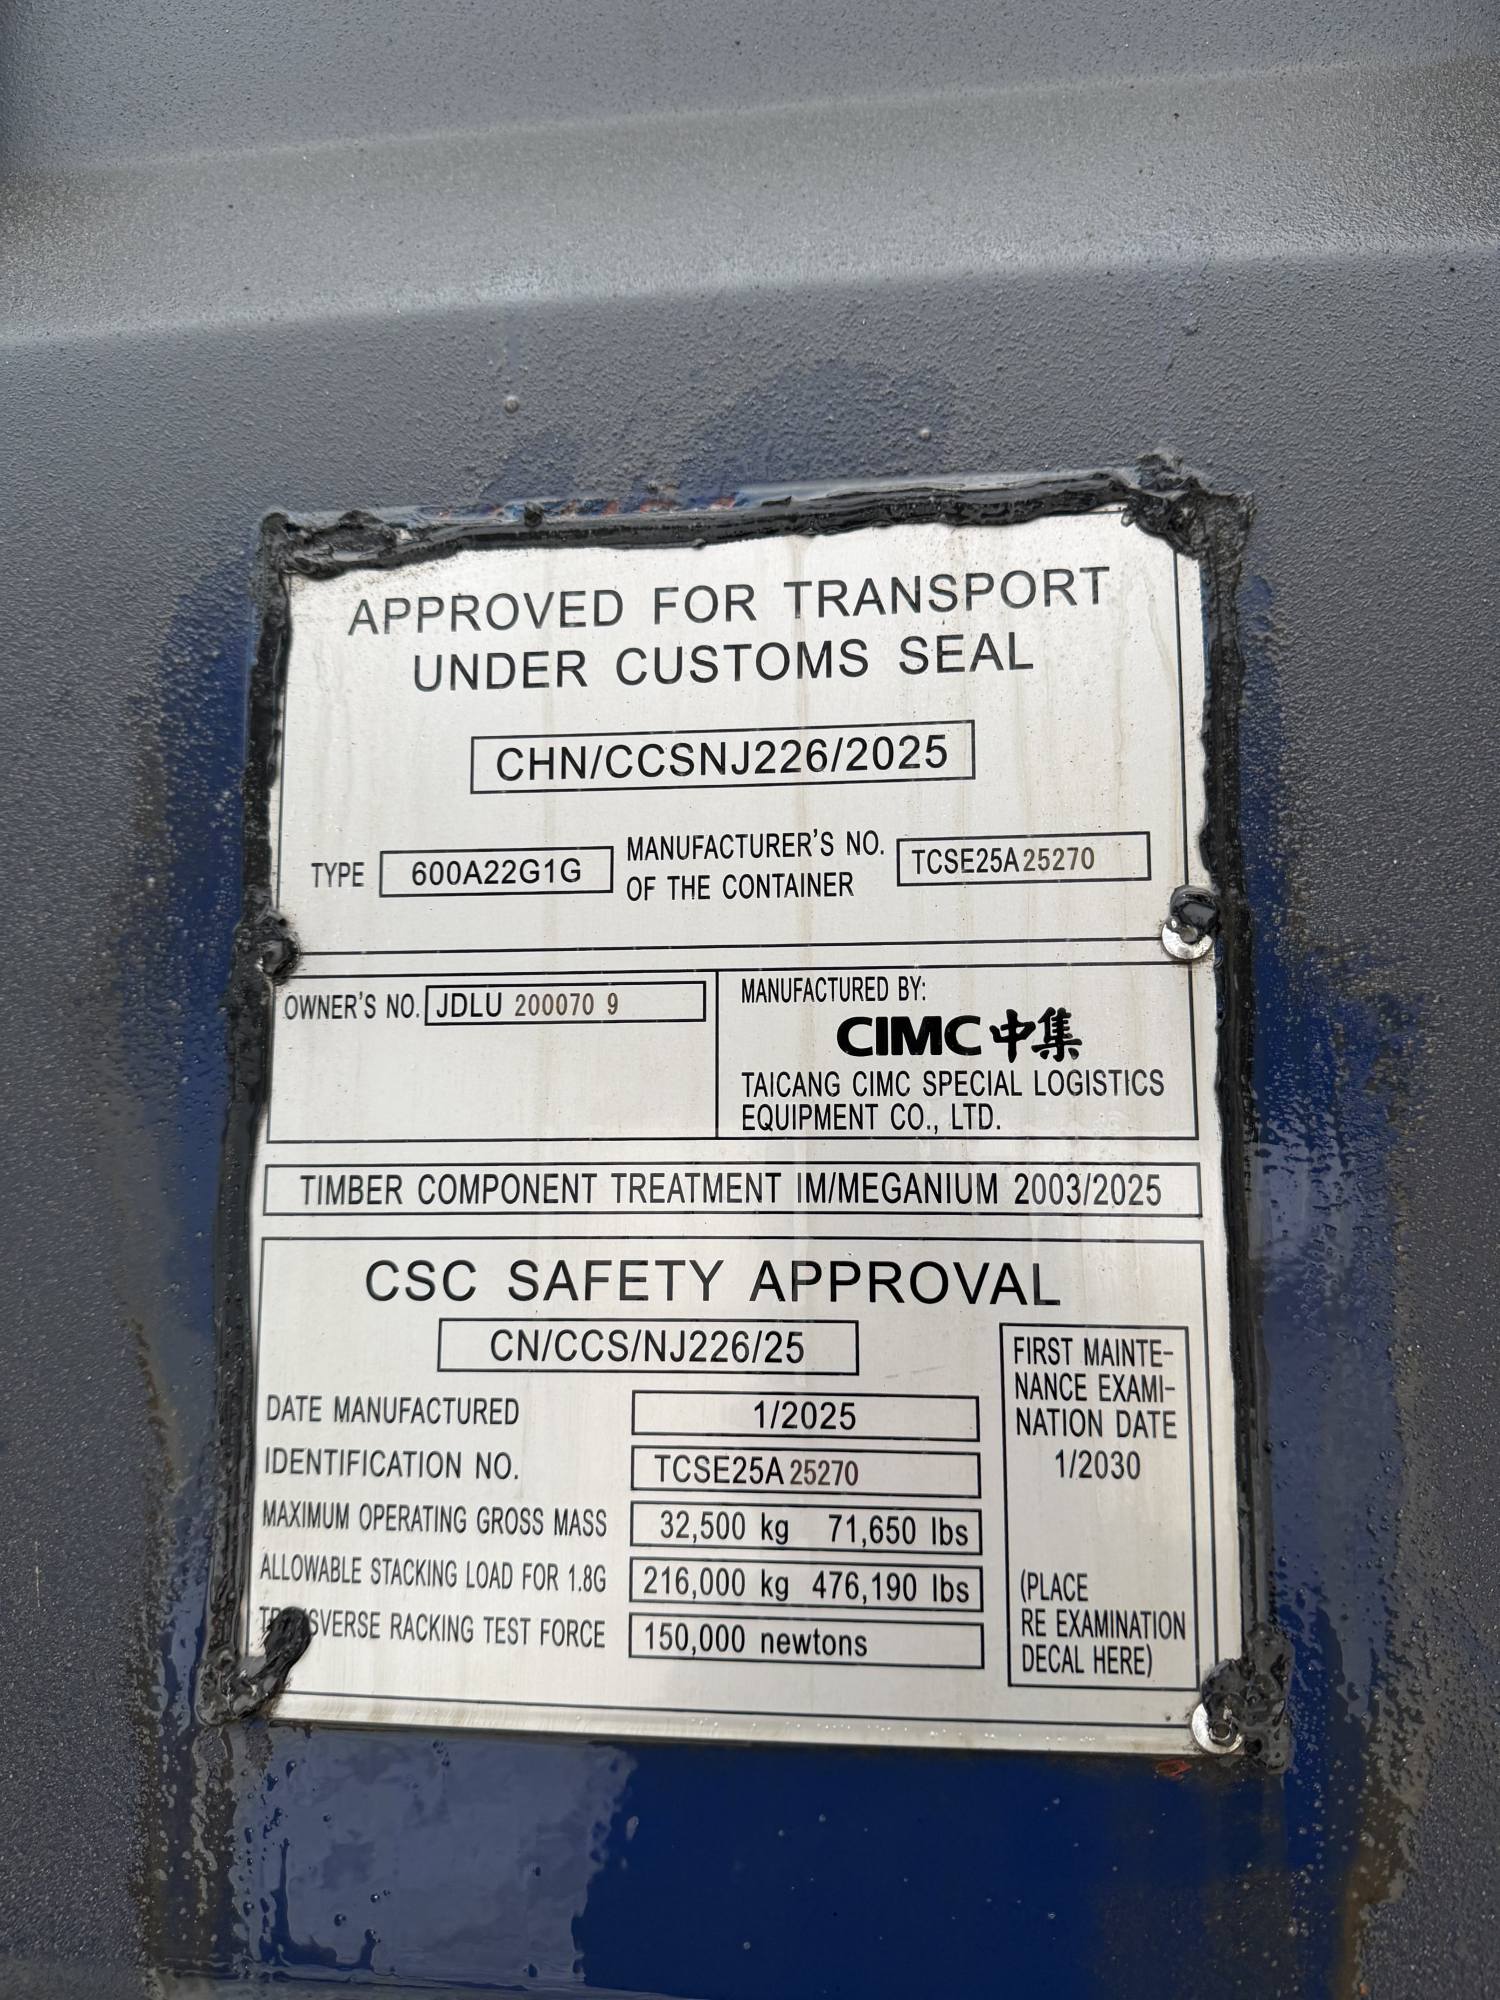 APPROVED FOR TRANSPORT
UNDER CUSTOMS SEAL
CHN/CCSNJ226/2025
TYPE 600A22G1G MANUFACTURER'S NO. OF THE CONTAINER TCSE25A25270
OWNER'S NO. JDLU 200070 9
MANUFACTURED BY:
CIMC 中集
TAICANG CIMC SPECIAL LOGISTICS
EQUIPMENT CO., LTD.
TIMBER COMPONENT TREATMENT IM/MEGANIUM 2003/2025
CSC SAFETY APPROVAL
CN/CCS/NJ226/25
DATE MANUFACTURED 1/2025
IDENTIFICATION NO. TCSE25A25270
MAXIMUM OPERATING GROSS MASS 32,500 kg 71,650 lbs
ALLOWABLE STACKING LOAD FOR 1.8G 216,000 kg 476,190 lbs
TRANSVERSE RACKING TEST FORCE 150,000 newtons
FIRST MAINTE-
NANCE EXAMI-
NATION DATE
1/2030
(PLACE
RE EXAMINATION
DECAL HERE)